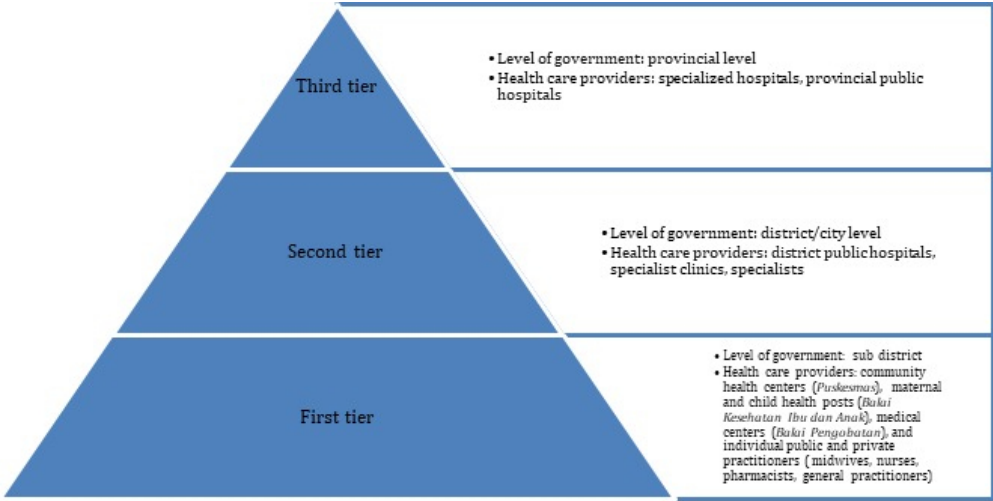 Third tier
• Level of government: provincial level
• Health care providers: specialized hospitals, provincial public
hospitals
Second tier
• Level of government: district/city level
• Health care providers: district public hospitals,
specialist clinics, specialists
First tier
• Level of government: sub district
• Health care providers: community
health centers (Puskesmas), maternal
and child health posts (Balai
Kesehatan Ibu dan Anak), medical
centers (Balai Pengobatan), and
individual public and private
practitioners ( midwives, nurses,
pharmacists, general practitioners)